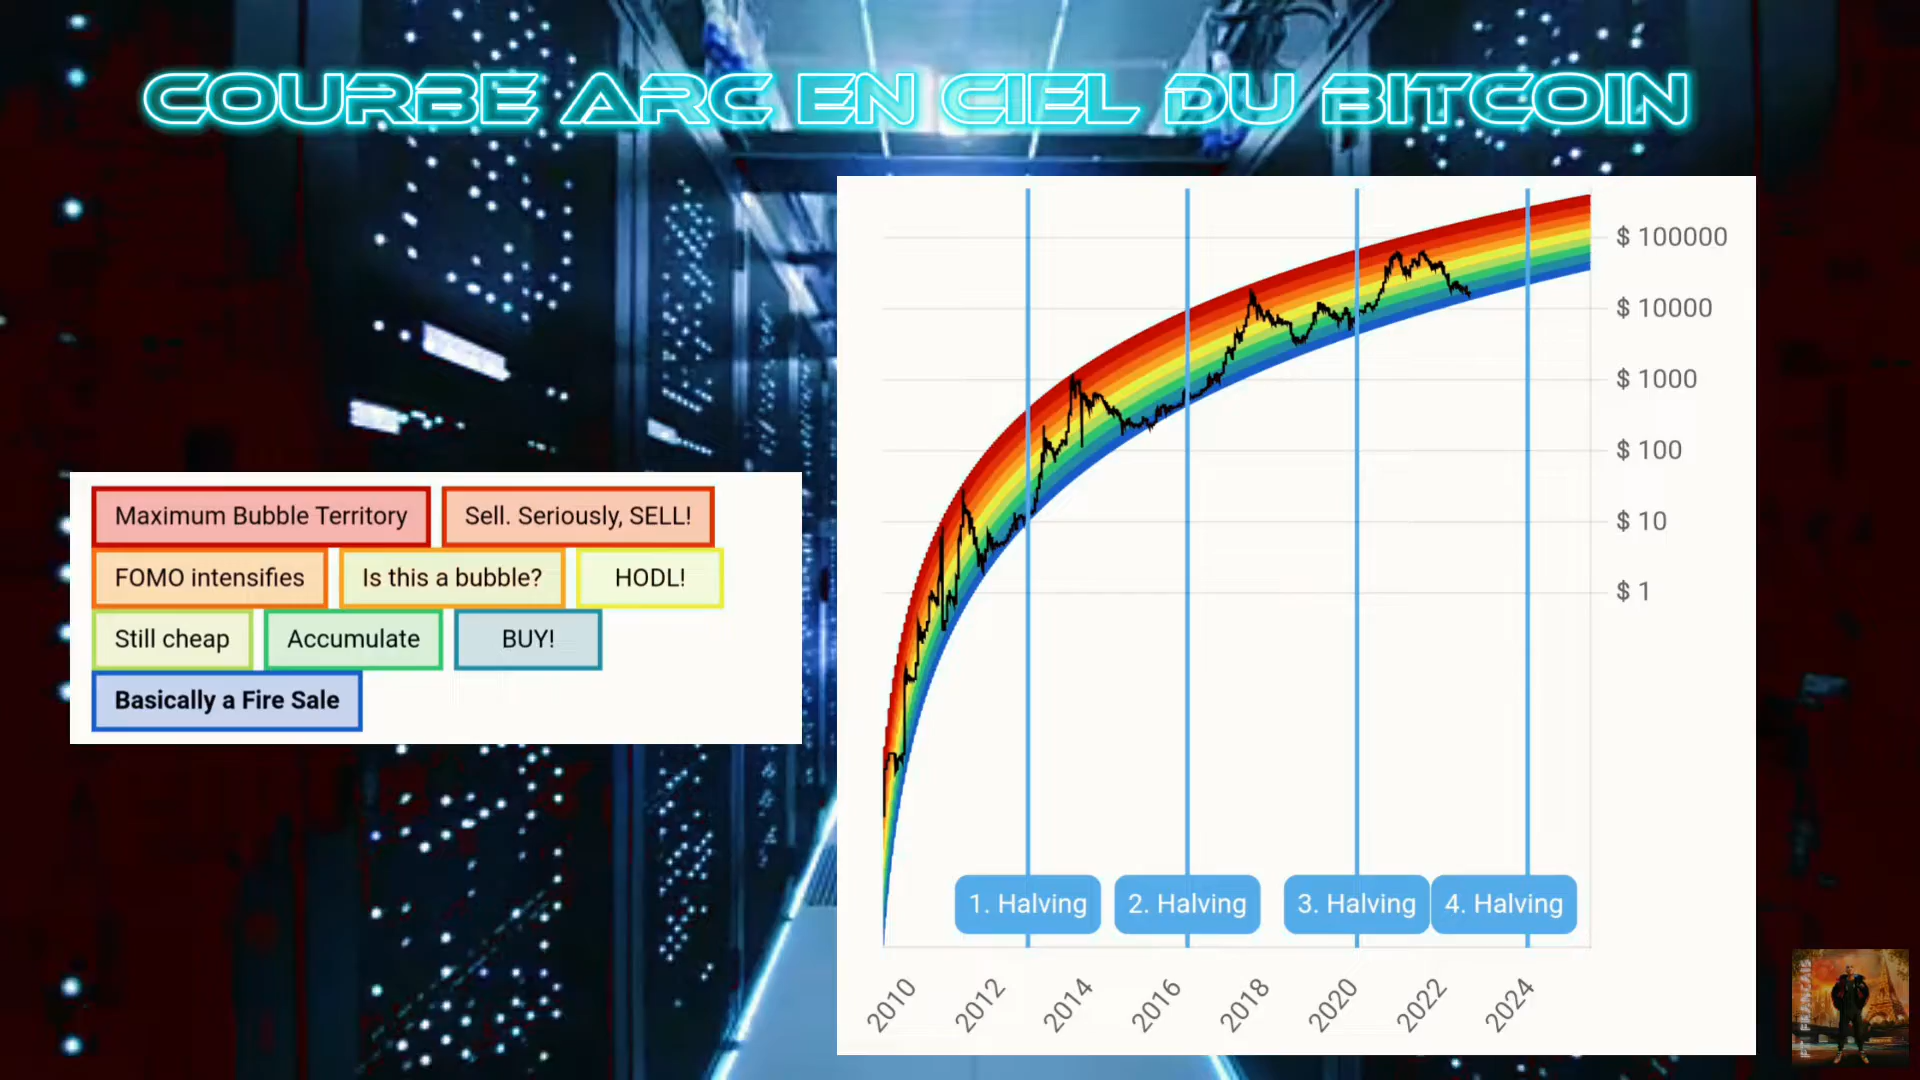 COURBE ARC EN CIEL DU BITCOIN
Maximum Bubble Territory
Sell. Seriously, SELL!
FOMO intensifies
Is this a bubble?
HODL!
Still cheap
Accumulate
BUY!
Basically a Fire Sale
$ 100000
$ 10000
$ 1000
$ 100
$ 10
$ 1
1. Halving
2. Halving
3. Halving
4. Halving
2010
2012
2014
2016
2018
2020
2022
2024